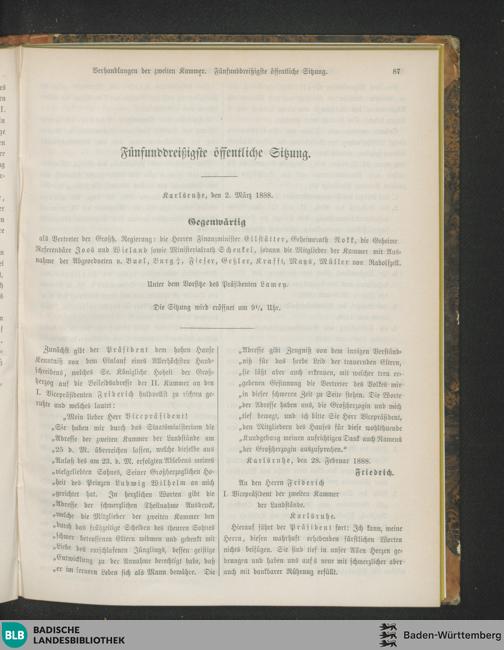 Verhandlungen der zweiten Kammer. Fünfunddreißigste öffentliche Sitzung. 87
Fünfunddreißigste öffentliche Sitzung.
Karlsruhe, den 2. März 1888.
Gegenwärtig
als Vertreter der Großh. Regierung: die Herren Finanzminister Ellstätter, Geheimerath Nokk, die Geheime
Referendäre Joos und Wieland sowie Ministerialrath Schenkel, sodann die Mitglieder der Kammer mit Aus-
nahme der Abgeordneten v. Buol, Burg, Fieser, Geßler, Krafft, Mays, Müller von Radolfzell.
Unter dem Vorsitze des Präsidenten Lamey.
Die Sitzung wird eröffnet um 9¼ Uhr.
Zunächst gibt der Präsident dem hohen Hause
Kenntniß von dem Einlauf eines Allerhöchster Hand-
schreibens, welches Se. Königliche Hoheit der Groß-
herzog auf die Beileidsadresse der II. Kammer an den
I. Vicepräsidenten Friderich huldvollst zu richten ge-
ruhte und welches lautet:
„Mein lieber Herr Vicepräsident!
„Sie haben mir durch das Staatsministerium die
„Adresse der zweiten Kammer der Landstände am
„25 d. M. überreichen lassen, welche dieselbe aus
„Anlaß des am 23. d. M. erfolgten Ablebens meines
„vielgeliebten Sohnes, Seiner Großherzoglichen Ho-
„heit des Prinzen Ludwig Wilhelm an mich
„gerichtet hat. In herzlichen Worten gibt die
„Adresse der schmerzlichen Theilnahme Ausdruck,
„welche die Mitglieder der zweiten Kammer den
„durch das frühzeitige Scheiden des theuren Sohnes
„schwer betroffenen Eltern widmen und gedenkt mit
„Liebe des entschlafenen Jünglings, dessen geistige
„Entwicklung zu der Annahme berechtigt habe, daß
„er im ferneren Leben sich als Mann bewähre. Die
„Adresse gibt Zeugniß von dem innigen Verständ-
„niß für das herbe Leid der trauernden Eltern,
„sie läßt aber auch erkennen, mit welcher treu er-
„gebenen Gesinnung die Vertreter des Volkes mir
„in dieser schweren Zeit zu Seite stehen. Die Worte
„der Adresse haben uns, die Großherzogin und mich
„tief bewegt, und ich bitte Sie Herr Vicepräsident,
„den Mitgliedern des Hauses für diese wohlthuende
„Kundgebung meinen aufrichtigen Dank auch Namens
„der Großherzogin auszusprechen.“
Karlsruhe, den 28. Februar 1888.
Friedrich.
An den Herrn Friderich
I. Vicepräsident der zweiten Kammer
der Landstände.
Karlsruhe.
Hierauf fährt der Präsident fort: Ich kann, meine
Herrn, diesen wahrhaft erhebenden fürstlichen Worten
nichts beifügen. Sie sind tief in unser Allen Herzen ge-
drungen und haben uns aufs neue mit schmerzlicher aber
auch mit dankbarer Rührung erfüllt.
BLB BADISCHE
LANDESBIBLIOTHEK
Baden-Württemberg